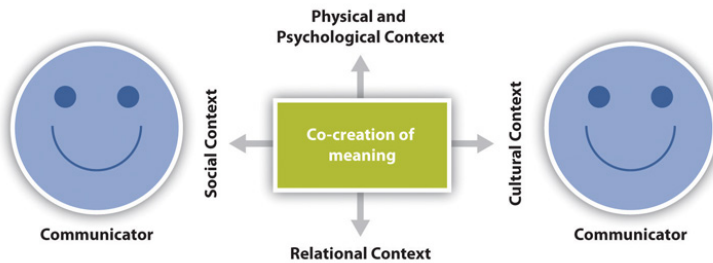 Physical and
Psychological Context
Social Context
Co-creation of
meaning
Cultural Context
Communicator
Relational Context
Communicator